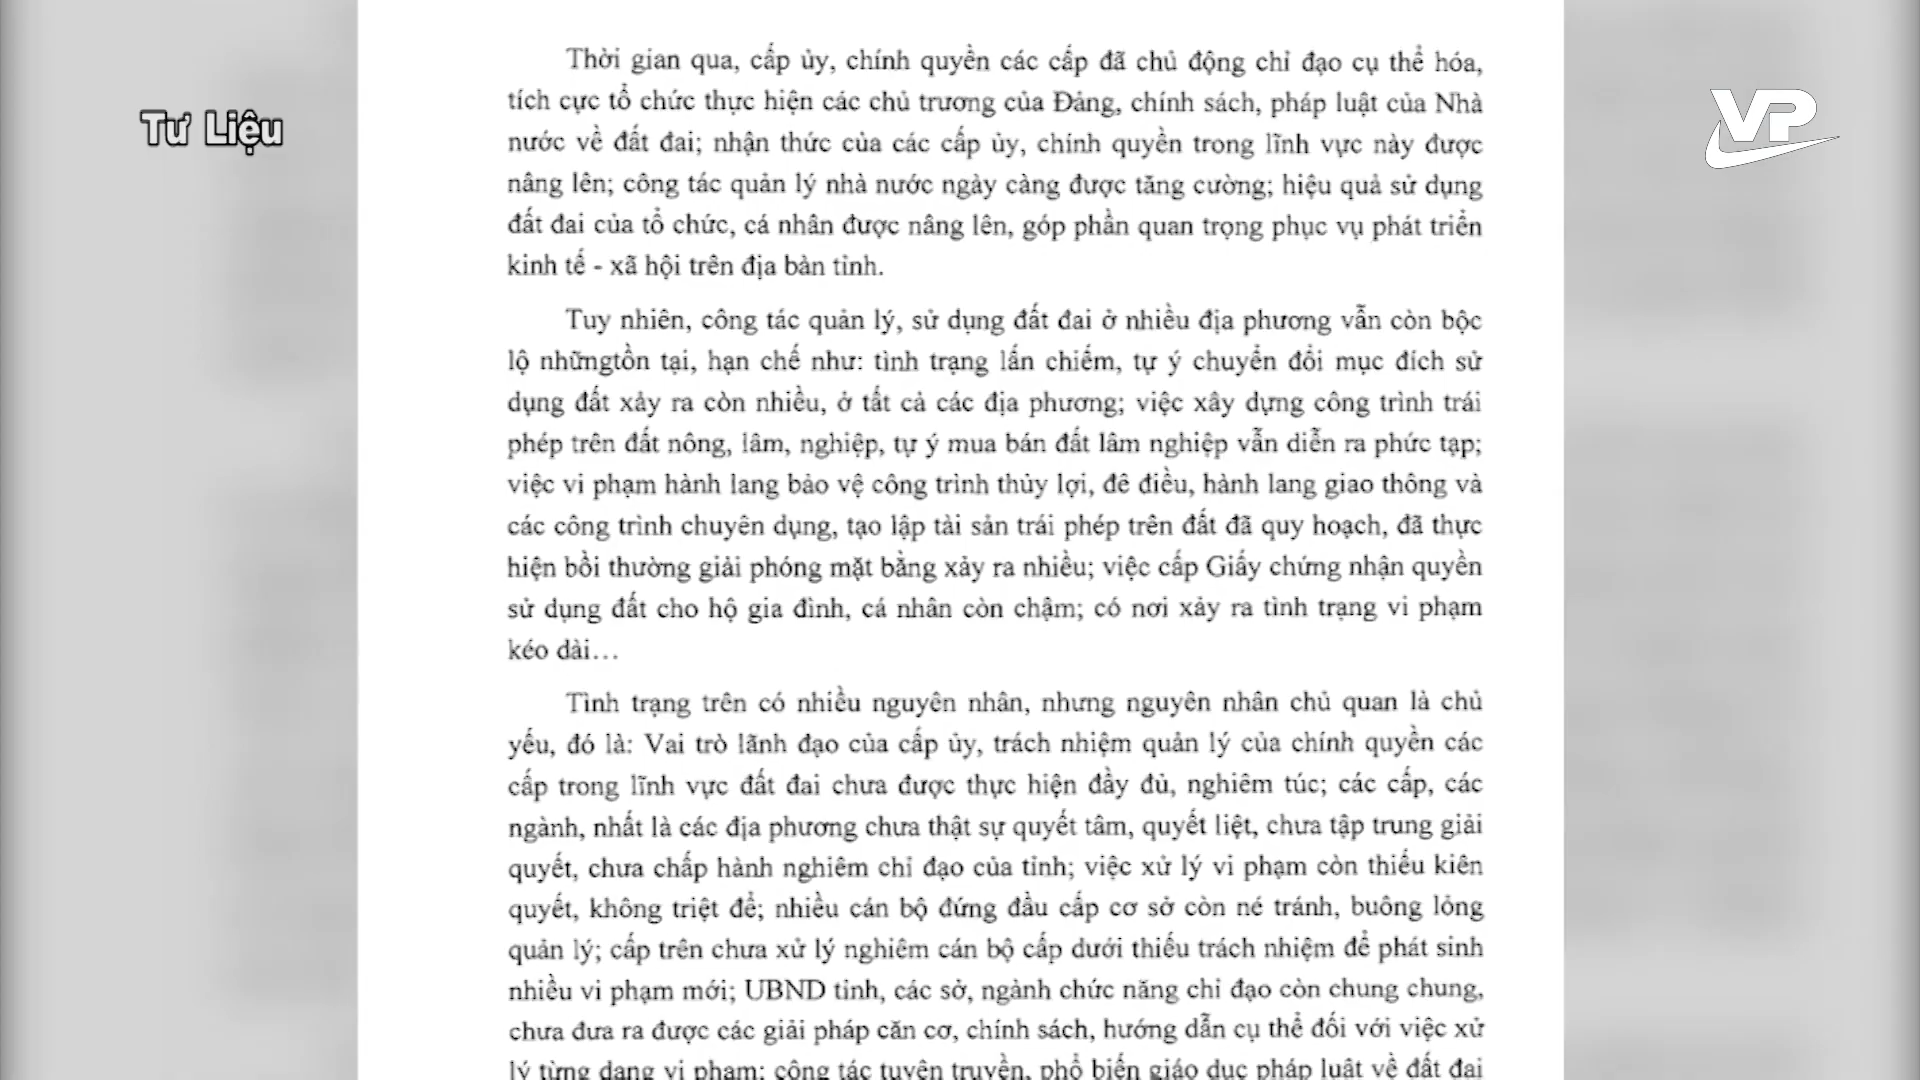 Tư Liệu
VP
Thời gian qua, cấp ủy, chính quyền các cấp đã chủ động chỉ đạo cụ thể hóa,
tích cực tổ chức thực hiện các chủ trương của Đảng, chính sách, pháp luật của Nhà
nước về đất đai; nhận thức của các cấp ủy, chính quyền trong lĩnh vực này được
nâng lên; công tác quản lý nhà nước ngày càng được tăng cường; hiệu quả sử dụng
đất đai của tổ chức, cá nhân được nâng lên, góp phần quan trọng phục vụ phát triển
kinh tế - xã hội trên địa bàn tỉnh.
Tuy nhiên, công tác quản lý, sử dụng đất đai ở nhiều địa phương vẫn còn bộc
lộ nhữngtồn tại, hạn chế như: tình trạng lấn chiếm, tự ý chuyển đổi mục đích sử
dụng đất xảy ra còn nhiều, ở tất cả các địa phương; việc xây dựng công trình trái
phép trên đất nông, lâm, nghiệp, tự ý mua bán đất lâm nghiệp vẫn diễn ra phức tạp;
việc vi phạm hành lang bảo vệ công trình thủy lợi, đê điều, hành lang giao thông và
các công trình chuyên dụng, tạo lập tài sản trái phép trên đất đã quy hoạch, đã thực
hiện bồi thường giải phóng mặt bằng xảy ra nhiều; việc cấp Giấy chứng nhận quyền
sử dụng đất cho hộ gia đình, cá nhân còn chậm; có nơi xảy ra tình trạng vi phạm
kéo dài…
Tình trạng trên có nhiều nguyên nhân, nhưng nguyên nhân chủ quan là chủ
yếu, đó là: Vai trò lãnh đạo của cấp ủy, trách nhiệm quản lý của chính quyền các
cấp trong lĩnh vực đất đai chưa được thực hiện đầy đủ, nghiêm túc; các cấp, các
ngành, nhất là các địa phương chưa thật sự quyết tâm, quyết liệt, chưa tập trung giải
quyết, chưa chấp hành nghiêm chỉ đạo của tỉnh; việc xử lý vi phạm còn thiếu kiên
quyết, không triệt để; nhiều cán bộ đứng đầu cấp cơ sở còn né tránh, buông lỏng
quản lý; cấp trên chưa xử lý nghiêm cán bộ cấp dưới thiếu trách nhiệm để phát sinh
nhiều vi phạm mới; UBND tỉnh, các sở, ngành chức năng chỉ đạo còn chung chung,
chưa đưa ra được các giải pháp căn cơ, chính sách, hướng dẫn cụ thể đối với việc xử
lý từng dạng vi phạm; công tác tuyên truyền, phổ biến giáo dục pháp luật về đất đai